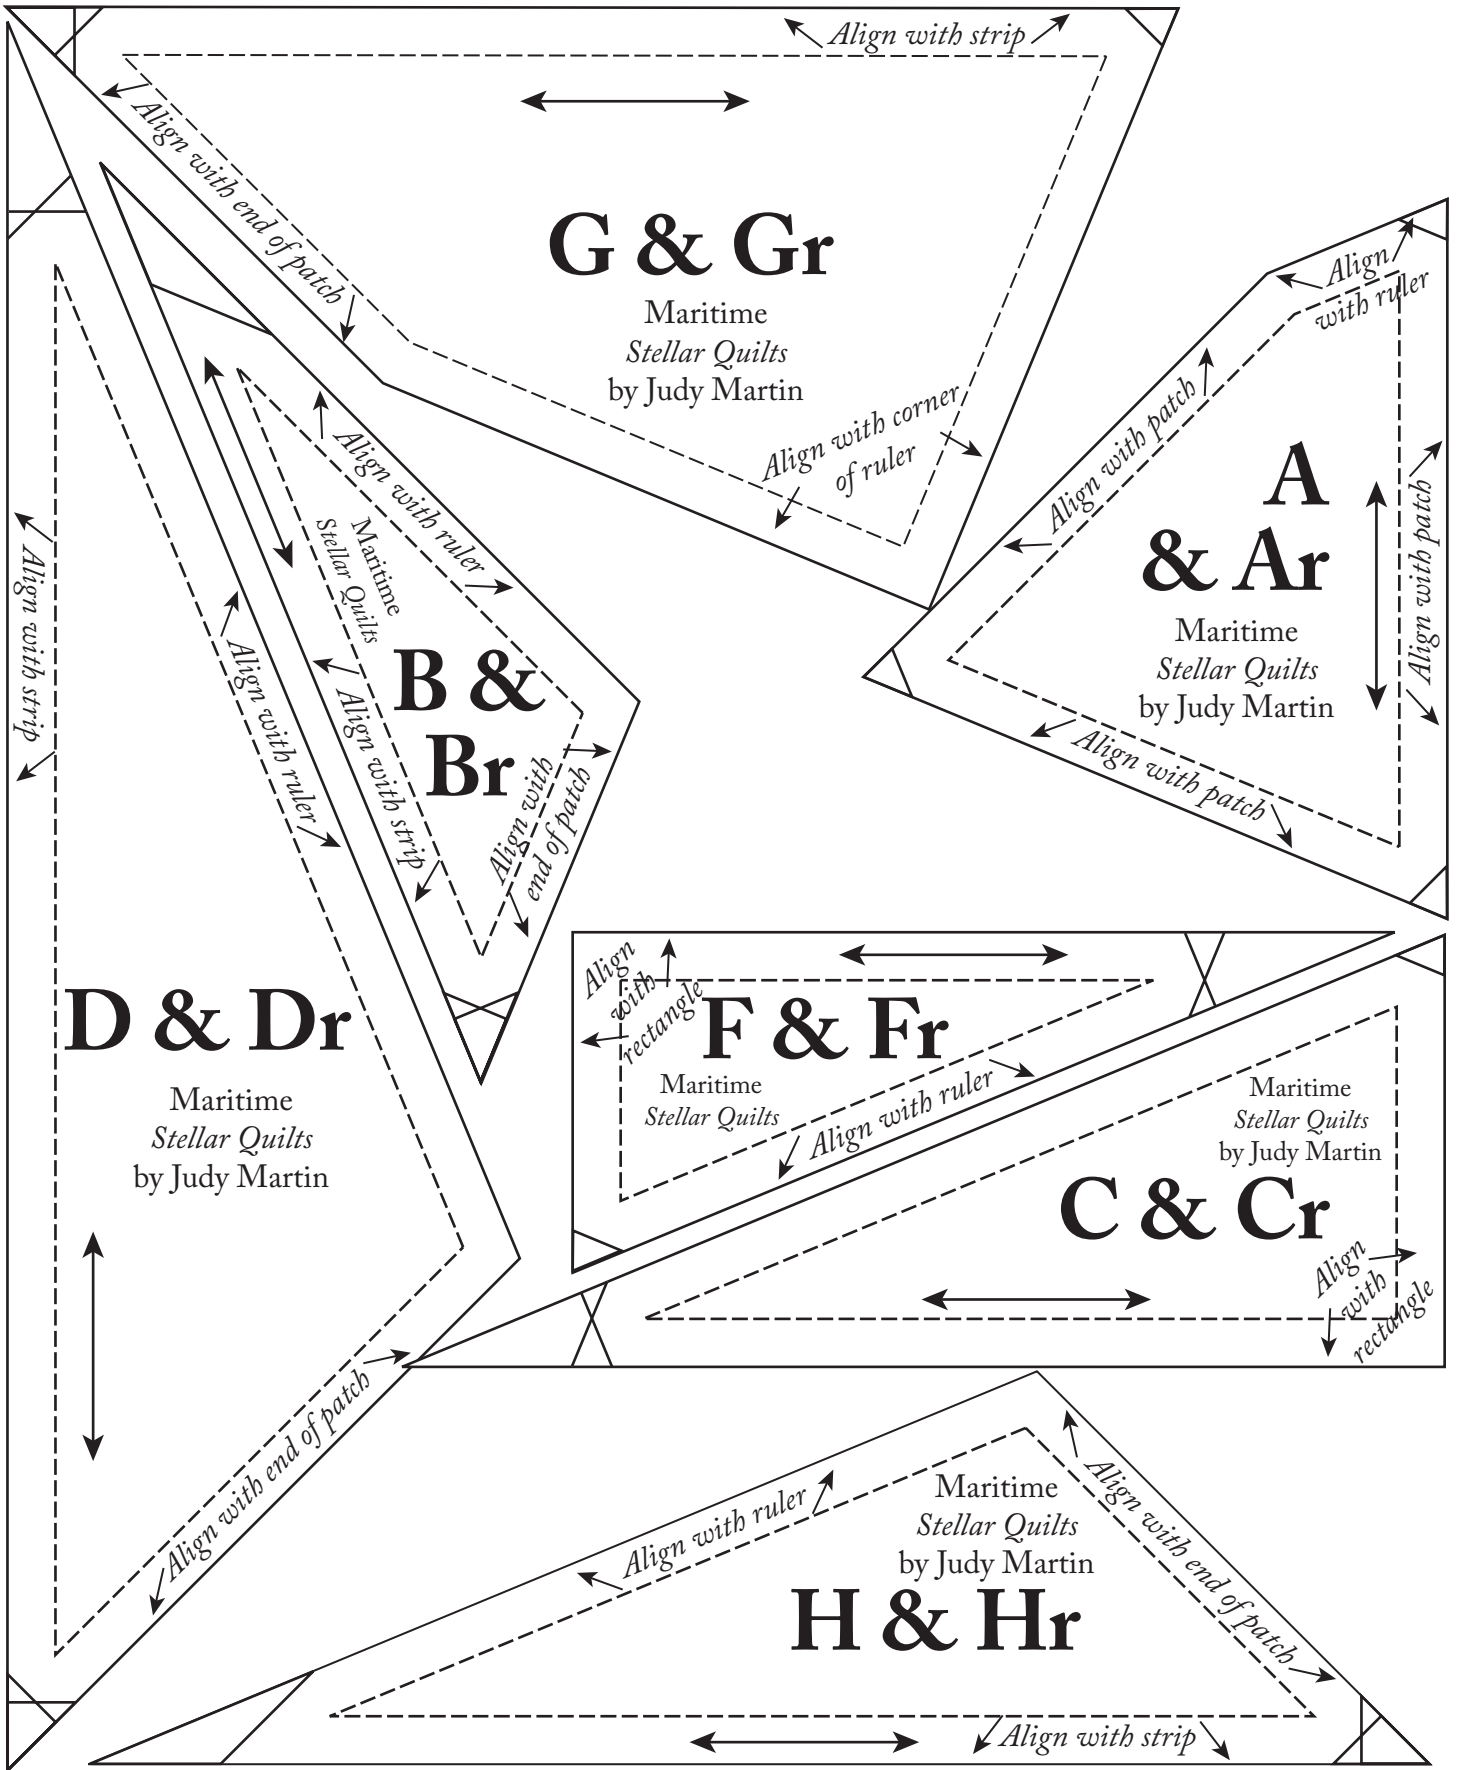 Align with strip
Align with end of patch
G & Gr
Maritime
Stellar Quilts
by Judy Martin
Align with corner
of ruler
Align
with ruler
Align with patch
A
& Ar
Maritime
Stellar Quilts
by Judy Martin
Align with patch
Align with patch
Align with ruler
Maritime
Stellar Quilts
B &
Br
Align with strip
Align with
end of patch
Align with strip
Align with ruler
D & Dr
Maritime
Stellar Quilts
by Judy Martin
Align with end of patch
Align
with
rectangle
F & Fr
Maritime
Stellar Quilts
Align with ruler
Maritime
Stellar Quilts
by Judy Martin
C & Cr
Align
with
rectangle
Align with ruler
Maritime
Stellar Quilts
by Judy Martin
H & Hr
Align with end of patch
Align with strip